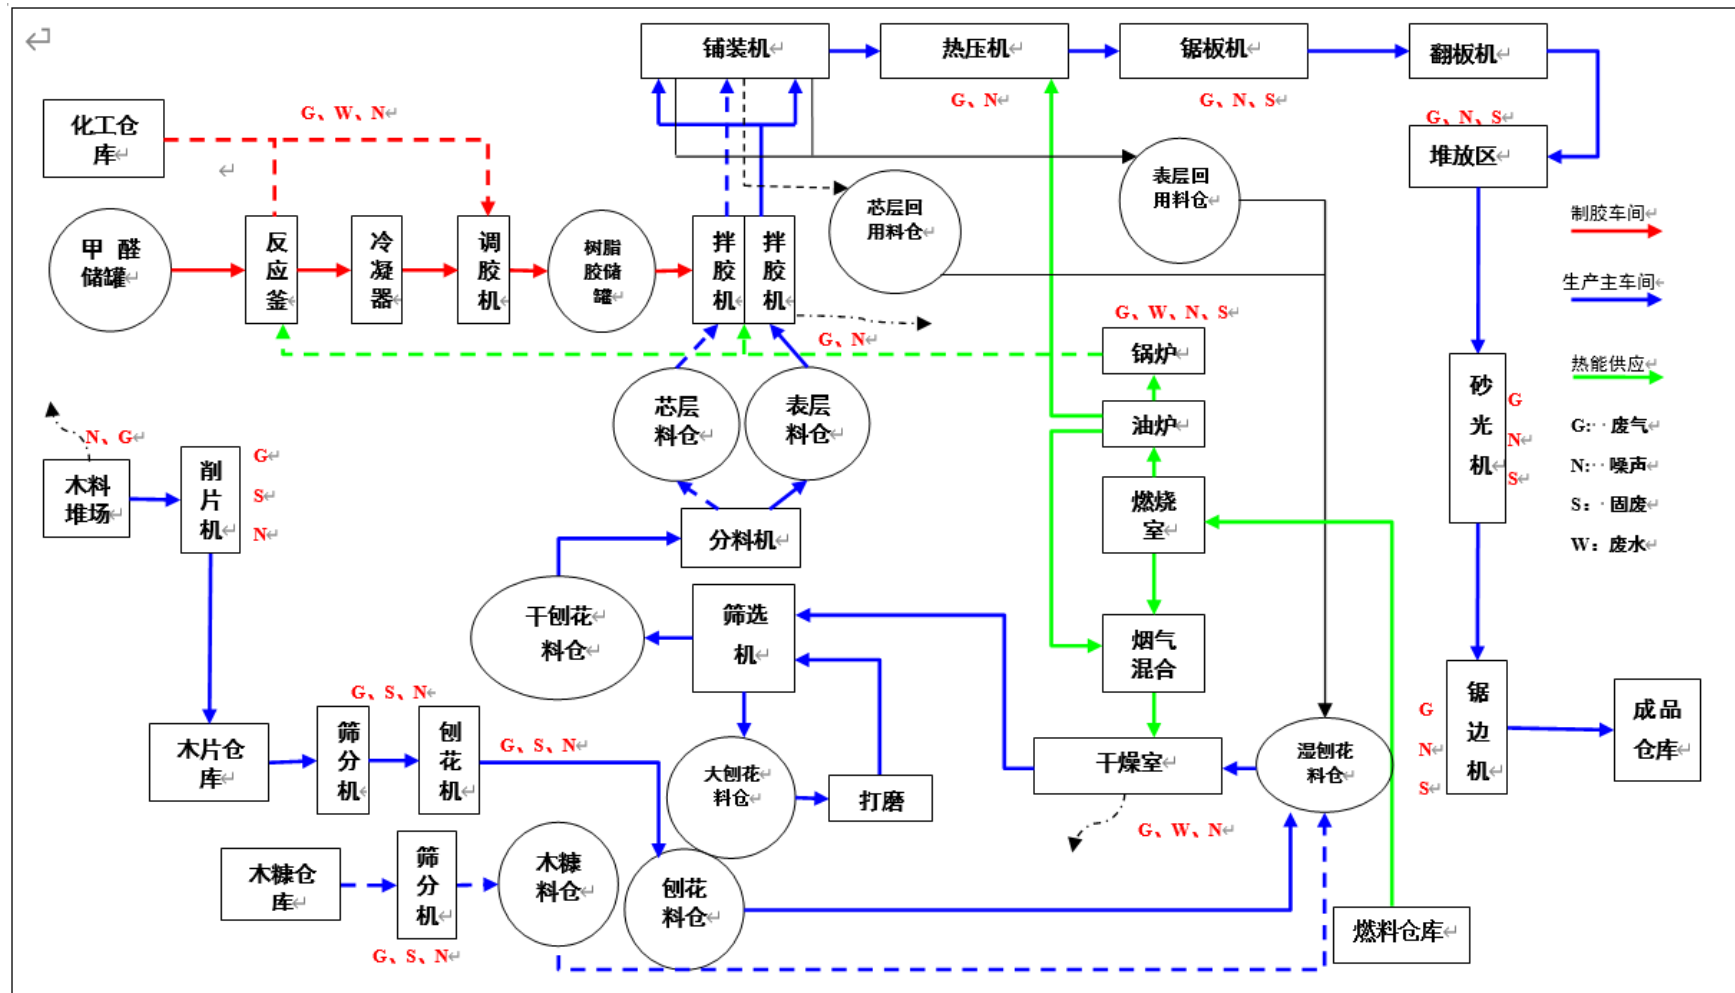 铺装机
热压机
锯板机
翻板机
化工仓
库
G、W、N
G、N
G、N、S
G、N、S
堆放区
表层回
用料仓
芯层回
用料仓
制胶车间
甲 醛
储罐
反
应
釜
冷
凝
器
调
胶
机
树脂
胶储
罐
拌
胶
机
拌
胶
机
生产主车间
G、N
G、W、N、S
锅炉
热能供应
油炉
芯层
料仓
表层
料仓
砂
光
机
G
N
S
G: 废气
N: 噪声
S： 固废
W：废水
N、G
木料
堆场
削
片
机
G
S
N
分料机
燃烧
室
干刨花
料仓
筛选
机
烟气
混合
G、S、N
木片仓
库
筛
分
机
刨
花
机
G、S、N
大刨花
料仓
打磨
干燥室
湿刨花
料仓
G、W、N
G
N
S
锯
边
机
成品
仓库
木糠仓
库
筛
分
机
木糠
料仓
刨花
料仓
G、S、N
燃料仓库